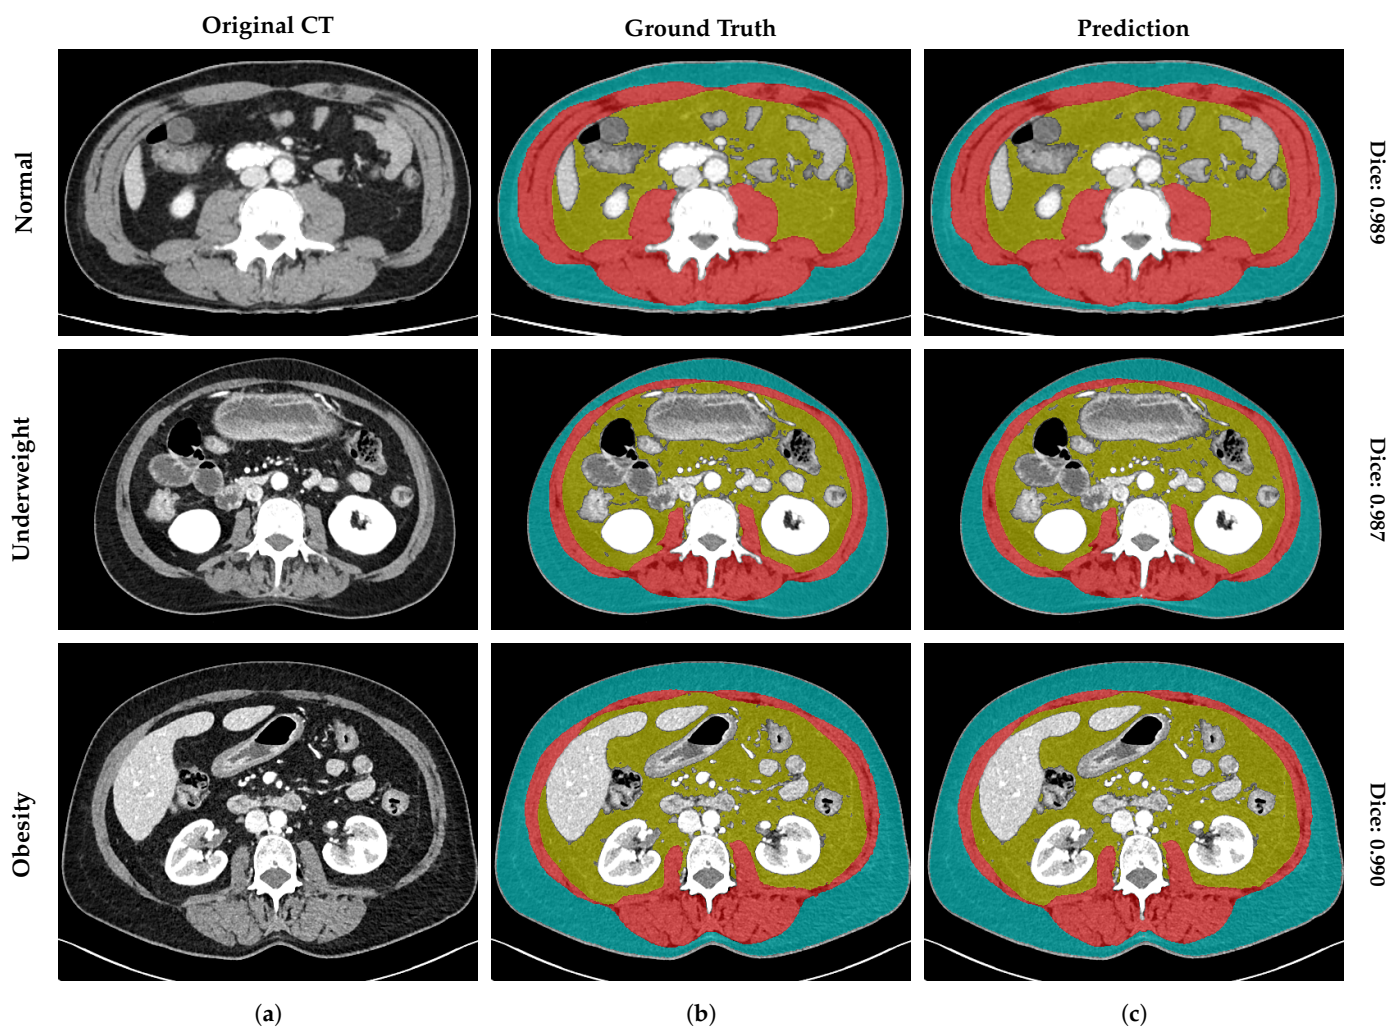 Original CT
Ground Truth
Prediction
Normal
Dice: 0.989
Underweight
Dice: 0.987
Obesity
Dice: 0.990
(a)
(b)
(c)